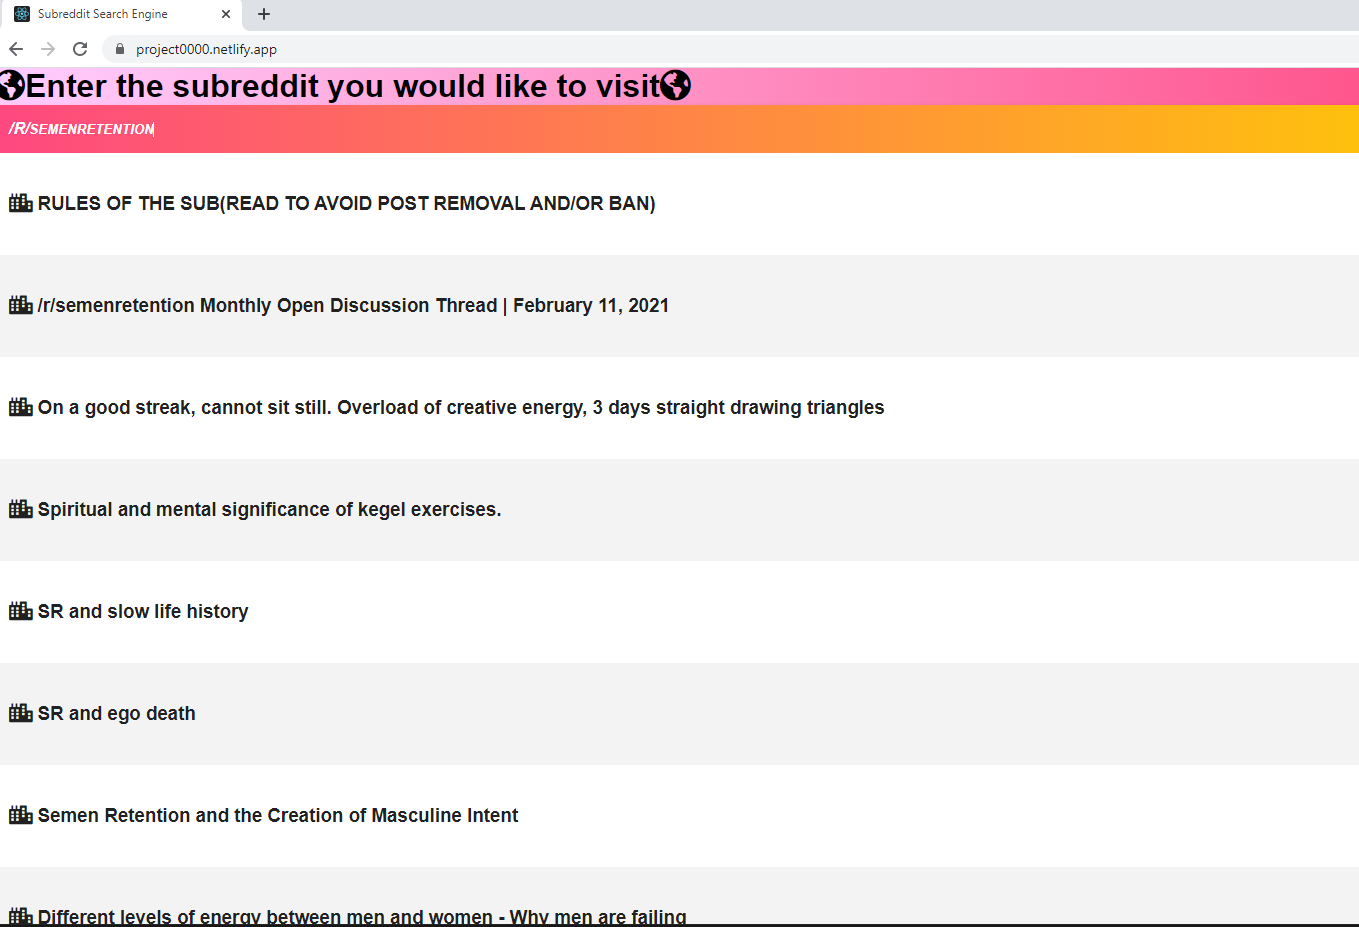 Subreddit Search Engine
project0000.netlify.app
Enter the subreddit you would like to visit
/R/SEMENRETENTION
RULES OF THE SUB(READ TO AVOID POST REMOVAL AND/OR BAN)
/r/semenretention Monthly Open Discussion Thread | February 11, 2021
On a good streak, cannot sit still. Overload of creative energy, 3 days straight drawing triangles
Spiritual and mental significance of kegel exercises.
SR and slow life history
SR and ego death
Semen Retention and the Creation of Masculine Intent
Different levels of energy between men and women - Why men are failing